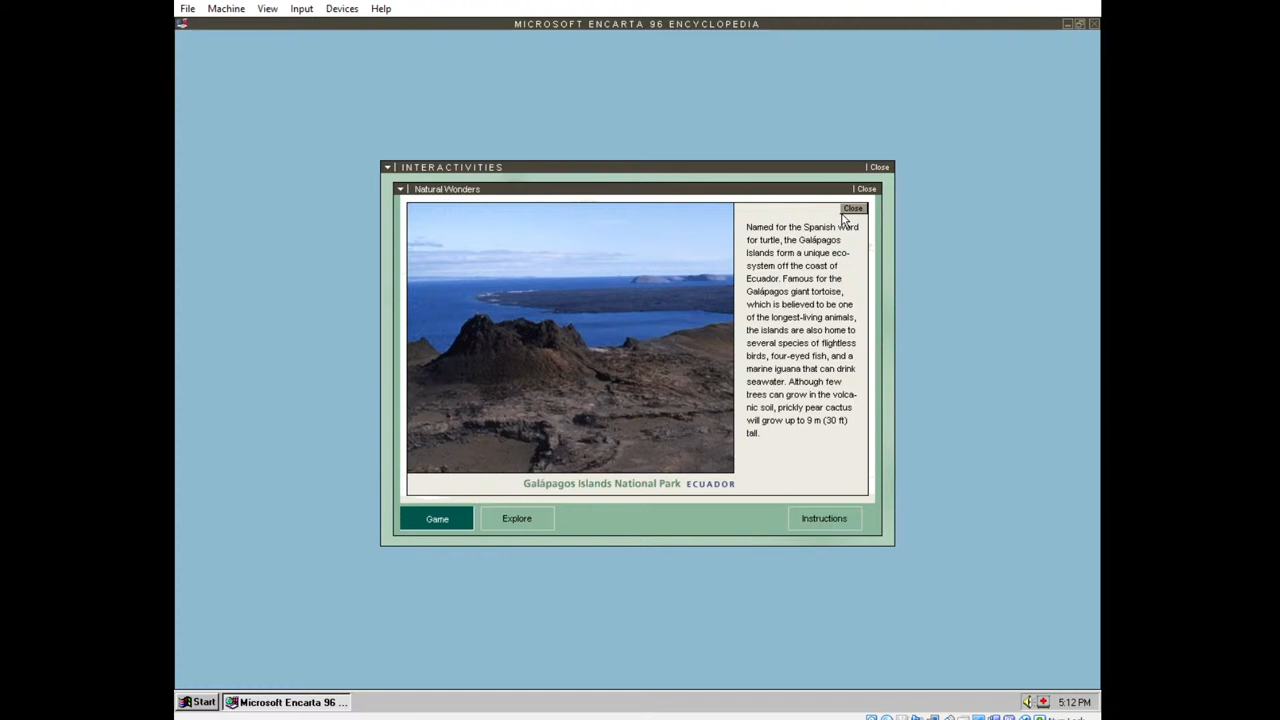 File Machine View Input Devices Help
MICROSOFT ENCARTA 96 ENCYCLOPEDIA
INTERACTIVITIES | Close
Natural Wonders | Close
Close
Named for the Spanish word
for turtle, the Galápagos
Islands form a unique eco-
system off the coast of
Ecuador. Famous for the
Galápagos giant tortoise,
which is believed to be one
of the longest-living animals,
the islands are also home to
several species of flightless
birds, four-eyed fish, and a
marine iguana that can drink
seawater. Although few
trees can grow in the volca-
nic soil, prickly pear cactus
will grow up to 9 m (30 ft)
tall.
Galápagos Islands National Park ECUADOR
Game Explore Instructions
Start Microsoft Encarta 96 ... 5:12 PM